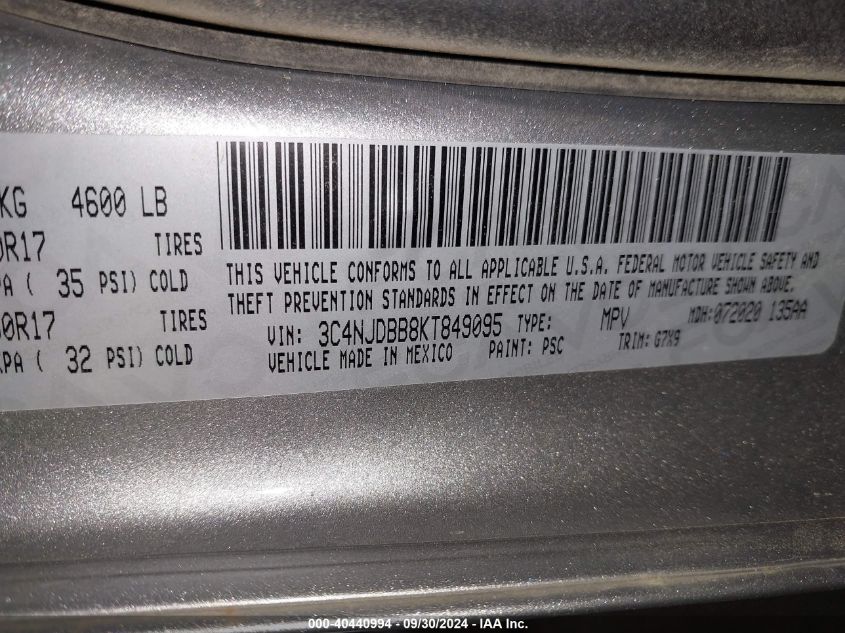 KG 4600 LB
0R17 TIRES
PA ( 35 PSI) COLD
60R17 TIRES
KPA ( 32 PSI) COLD
THIS VEHICLE CONFORMS TO ALL APPLICABLE U.S.A. FEDERAL MOTOR VEHICLE SAFETY AND
THEFT PREVENTION STANDARDS IN EFFECT ON THE DATE OF MANUFACTURE SHOWN ABOVE.
VIN: 3C4NJDBB8KT849095 TYPE: MPV MDH: 072020 135AA
VEHICLE MADE IN MEXICO PAINT: PSC TRIM: G7X9
000-40440994 - 09/30/2024 - IAA Inc.